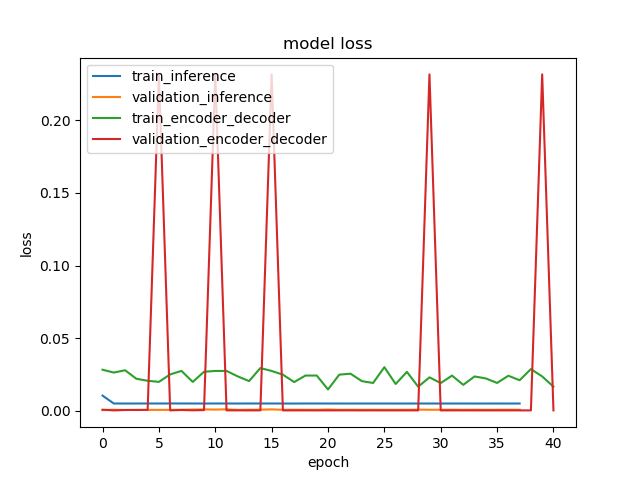 model loss
train_inference
validation_inference
train_encoder_decoder
validation_encoder_decoder
0.20
0.15
0.10
0.05
0.00
loss
0 5 10 15 20 25 30 35 40
epoch